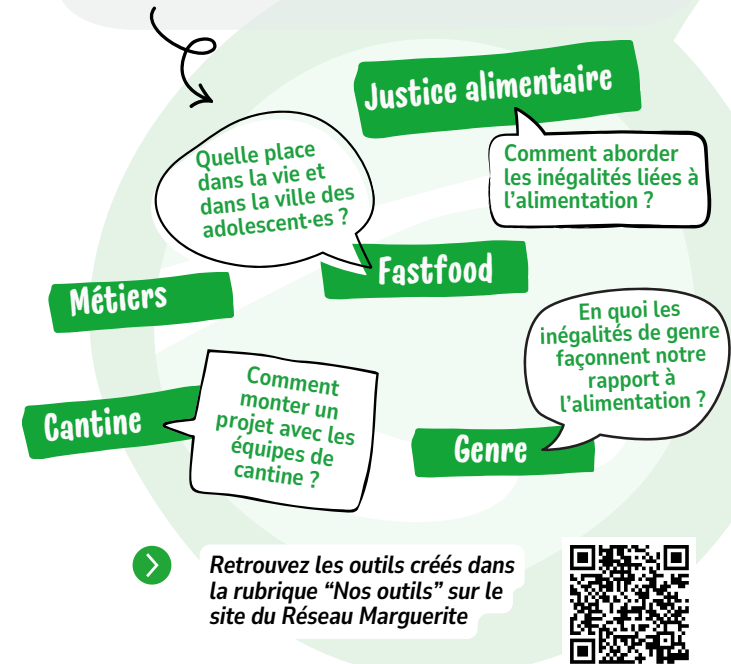 Justice alimentaire
Comment aborder
les inégalités liées à
l'alimentation ?
Quelle place
dans la vie et
dans la ville des
adolescent·es ?
Fastfood
Métiers
En quoi les
inégalités de genre
façonnent notre
rapport à
l'alimentation ?
Genre
Cantine
Comment
monter un
projet avec les
équipes de
cantine ?
Retrouvez les outils créés dans
la rubrique “Nos outils” sur le
site du Réseau Marguerite